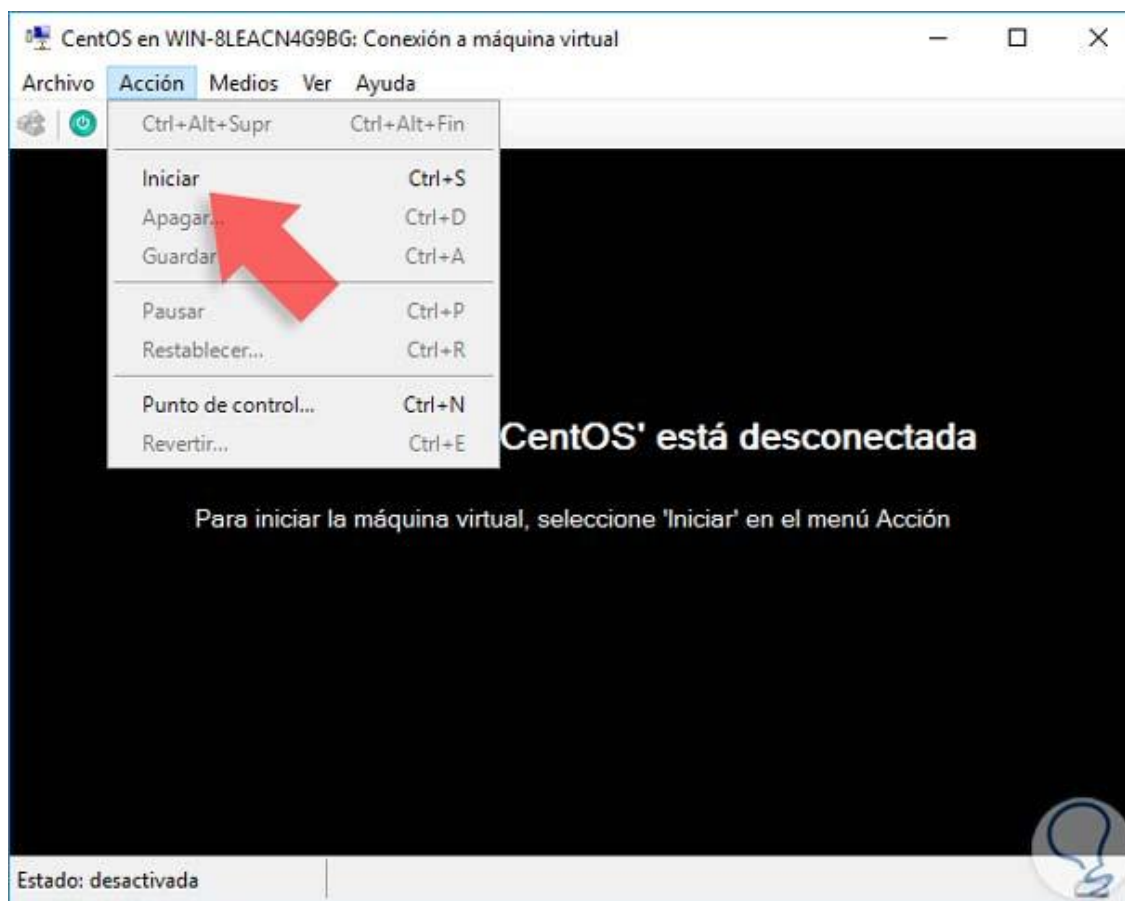 CentOS en WIN-8LEACN4G9BG: Conexión a máquina virtual
Archivo Acción Medios Ver Ayuda
Ctrl+Alt+Supr Ctrl+Alt+Fin
Iniciar Ctrl+S
Apagar... Ctrl+D
Guardar Ctrl+A
Pausar Ctrl+P
Restablecer... Ctrl+R
Punto de control... Ctrl+N
Revertir... Ctrl+E
CentOS' está desconectada
Para iniciar la máquina virtual, seleccione 'Iniciar' en el menú Acción
Estado: desactivada